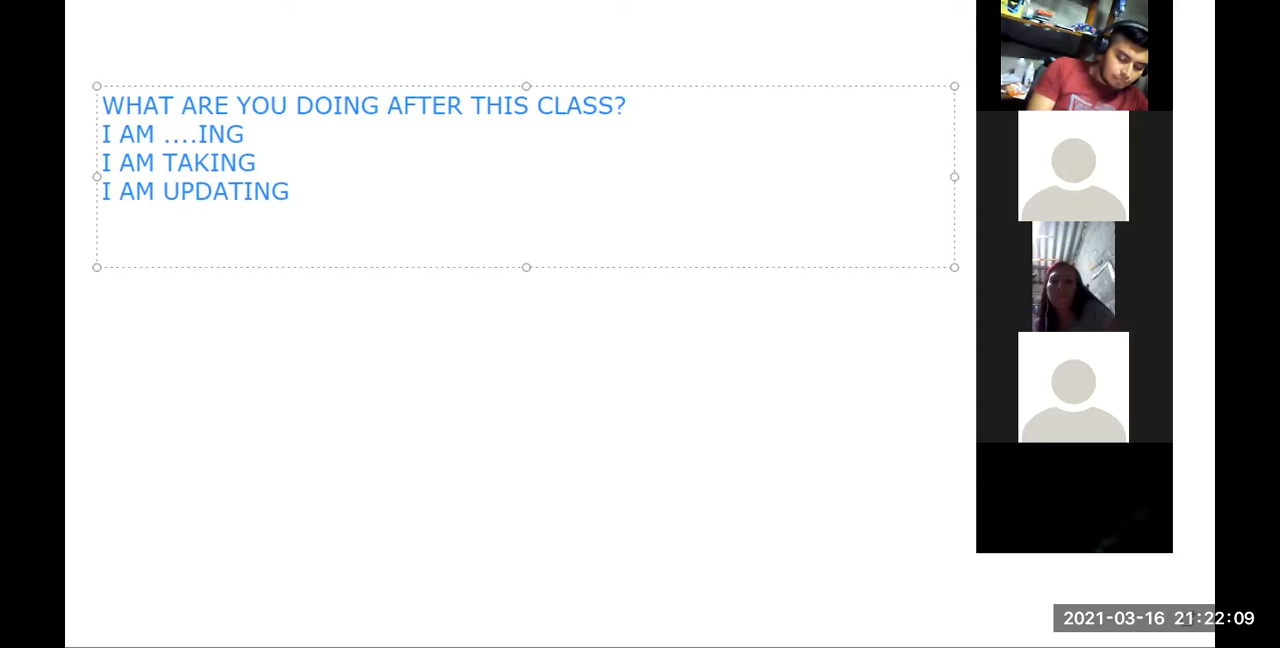 WHAT ARE YOU DOING AFTER THIS CLASS?
I AM ....ING
I AM TAKING
I AM UPDATING
2021-03-16 21:22:09